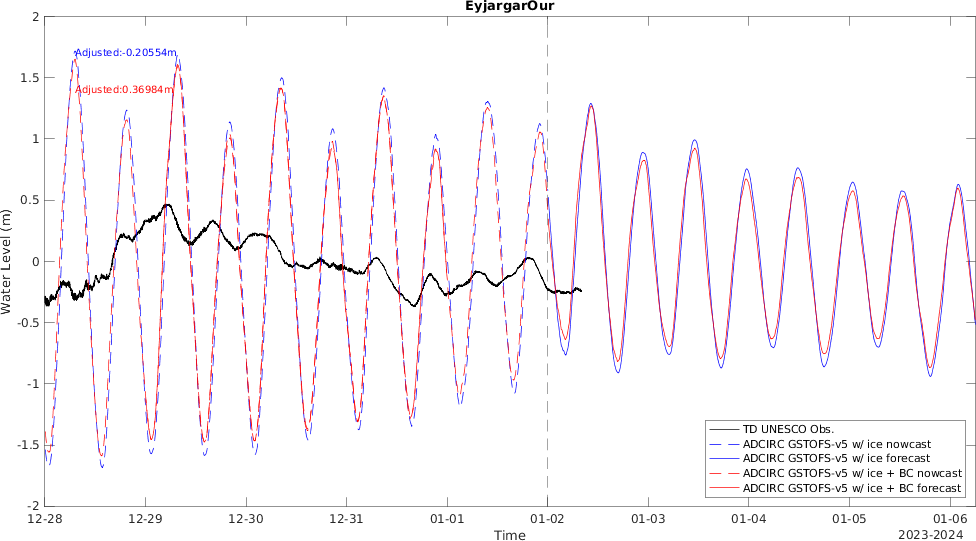 EyjargarOur
Adjusted:-0.20554m
Adjusted:0.36984m
Water Level (m)
2
1.5
1
0.5
0
-0.5
-1
-1.5
-2
TD UNESCO Obs.
ADCIRC GSTOFS-v5 w/ ice nowcast
ADCIRC GSTOFS-v5 w/ ice forecast
ADCIRC GSTOFS-v5 w/ ice + BC nowcast
ADCIRC GSTOFS-v5 w/ ice + BC forecast
12-28 12-29 12-30 12-31 01-01 01-02 01-03 01-04 01-05 01-06
Time
2023-2024